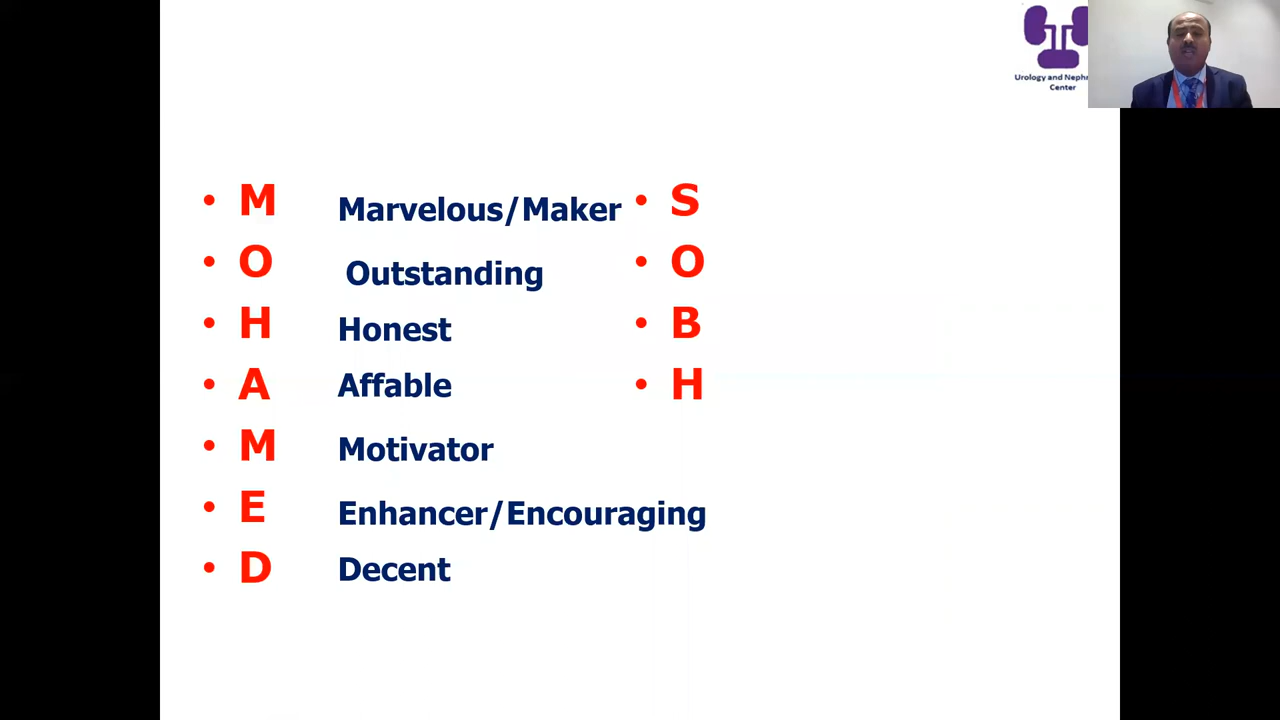 Urology and Nephr
Center
• M Marvelous/Maker
• O Outstanding
• H Honest
• A Affable
• M Motivator
• E Enhancer/Encouraging
• D Decent
• S
• O
• B
• H